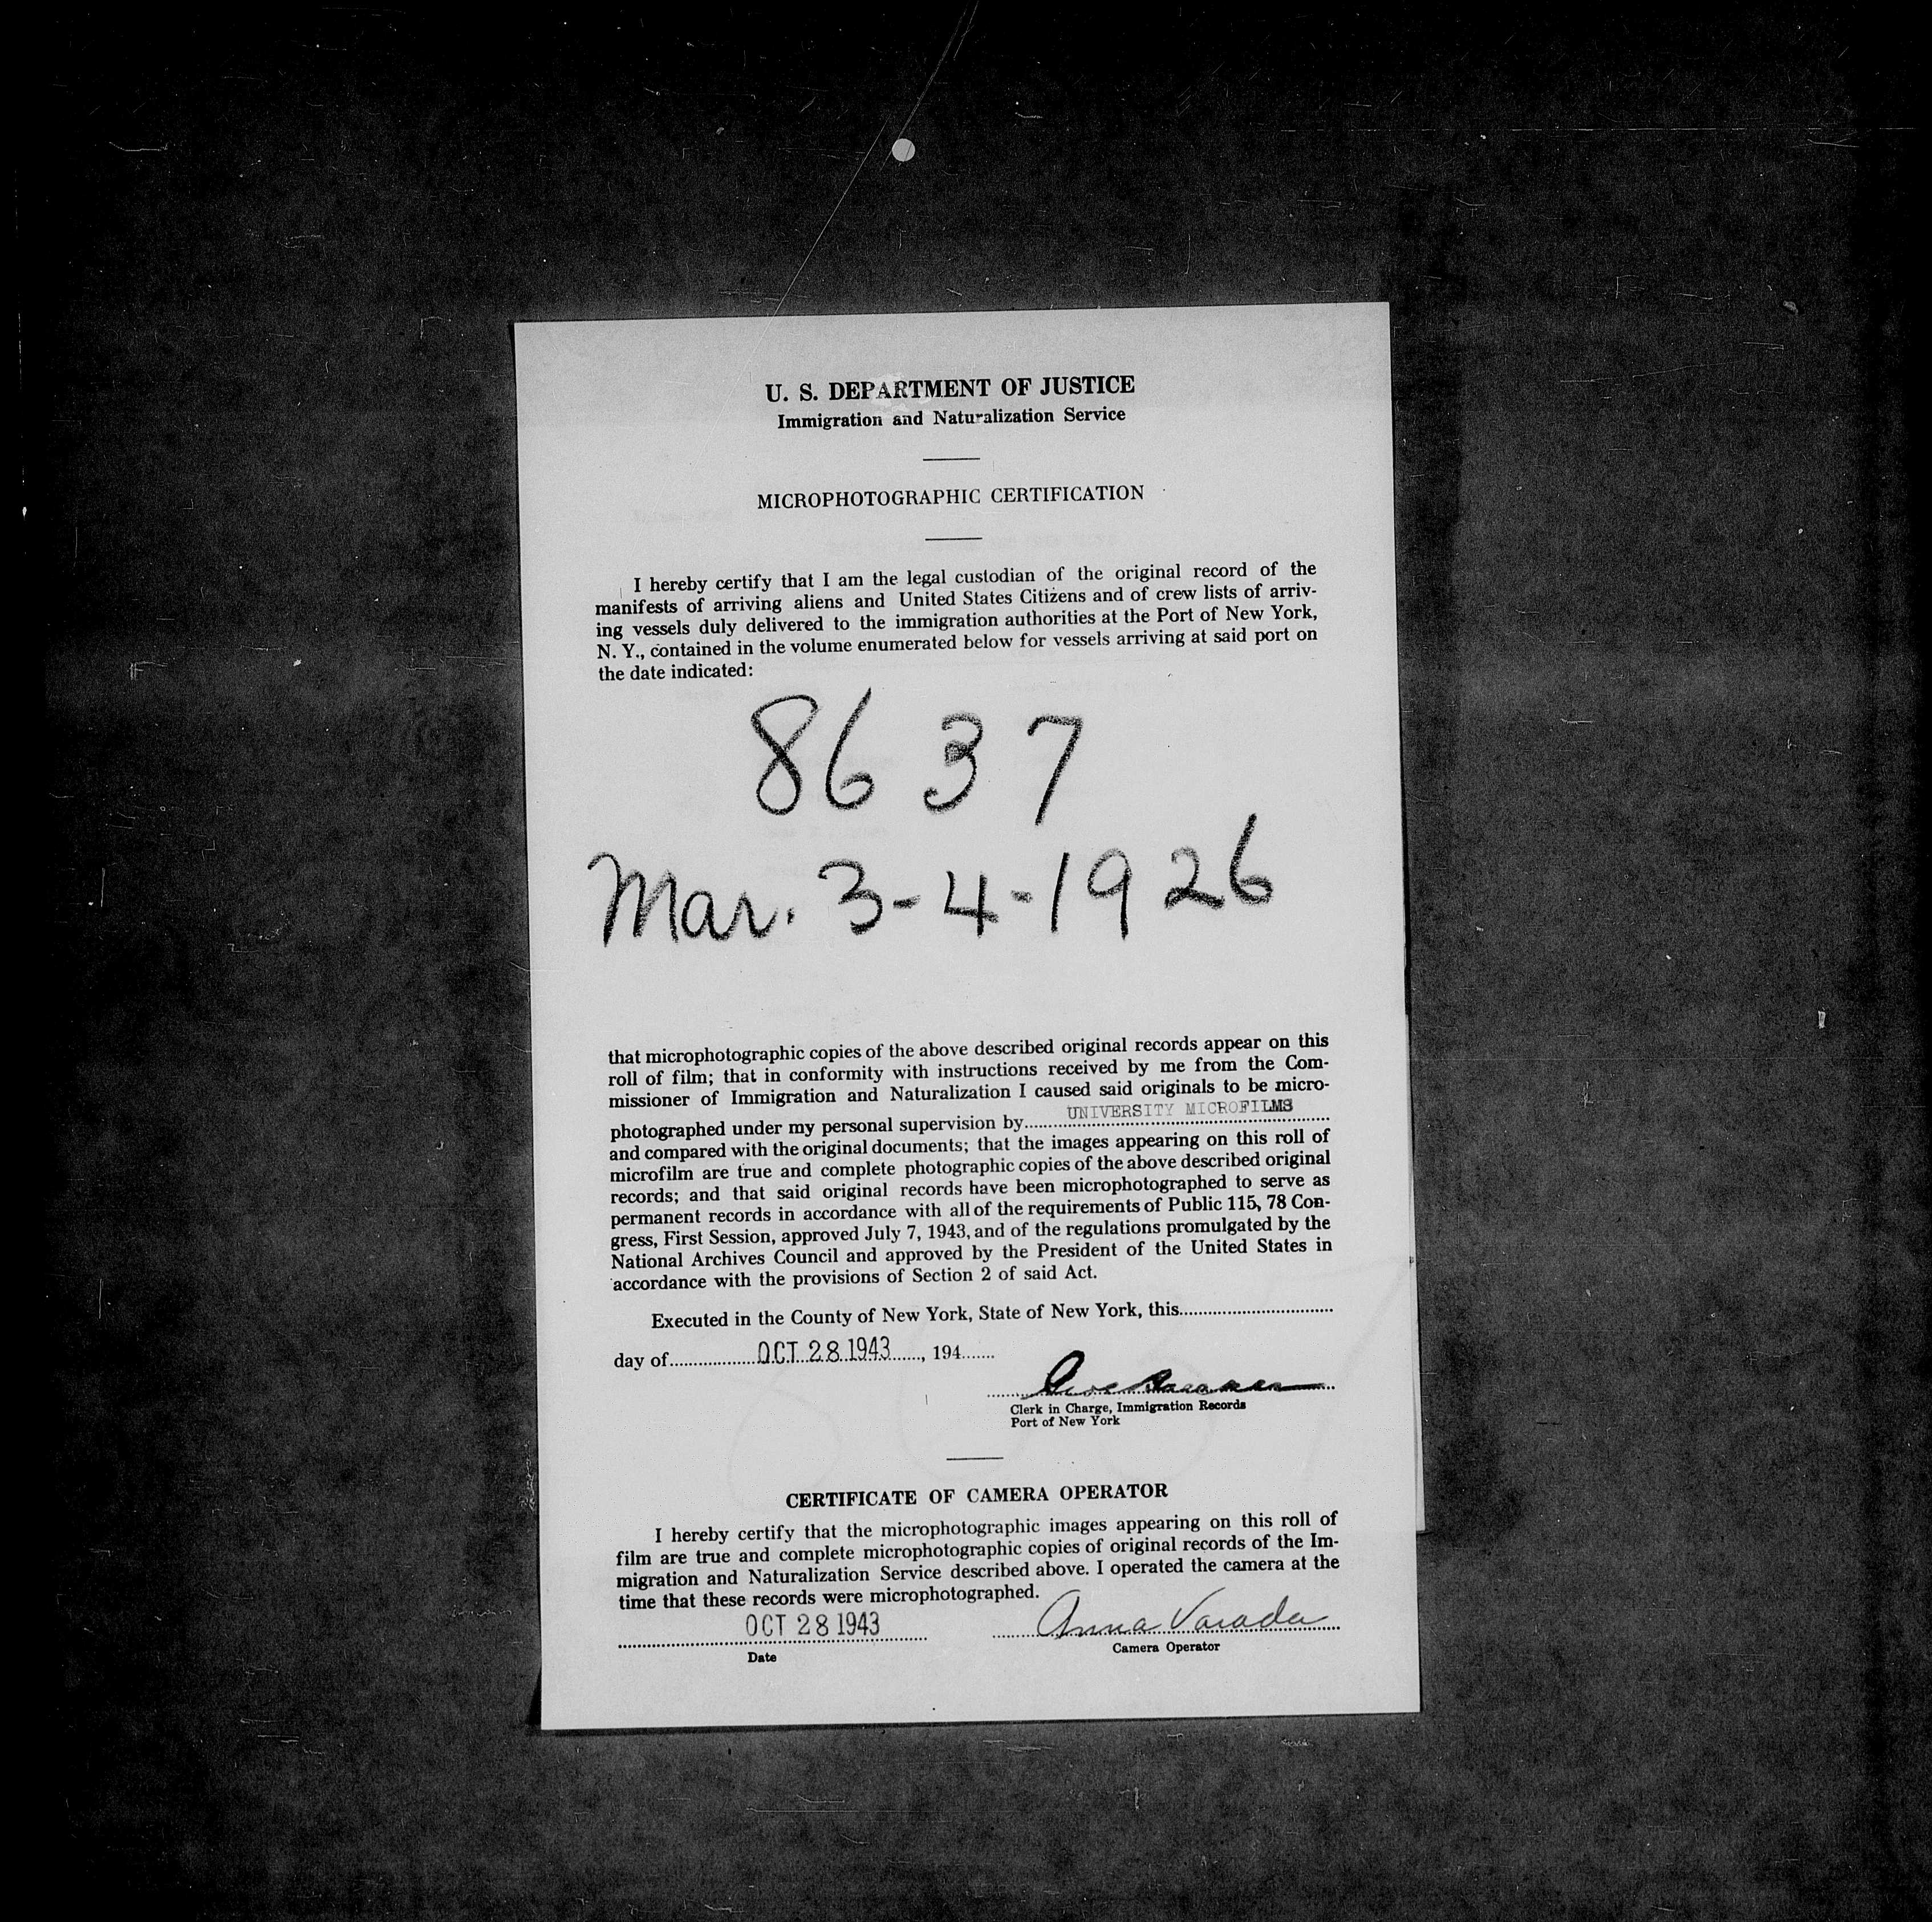 U. S. DEPARTMENT OF JUSTICE
Immigration and Naturalization Service
MICROPHOTOGRAPHIC CERTIFICATION
I hereby certify that I am the legal custodian of the original record of the
manifests of arriving aliens and United States Citizens and of crew lists of arriv-
ing vessels duly delivered to the immigration authorities at the Port of New York,
N. Y., contained in the volume enumerated below for vessels arriving at said port on
the date indicated:
8637
Mar. 3-4-1926
that microphotographic copies of the above described original records appear on this
roll of film; that in conformity with instructions received by me from the Com-
missioner of Immigration and Naturalization I caused said originals to be micro-
photographed under my personal supervision by UNIVERSITY MICROFILMS
and compared with the original documents; that the images appearing on this roll of
microfilm are true and complete photographic copies of the above described original
records; and that said original records have been microphotographed to serve as
permanent records in accordance with all of the requirements of Public 115, 78 Con-
gress, First Session, approved July 7, 1943, and of the regulations promulgated by the
National Archives Council and approved by the President of the United States in
accordance with the provisions of Section 2 of said Act.
Executed in the County of New York, State of New York, this
day of OCT 28 1943, 194
Clerk in Charge, Immigration Records
Port of New York
CERTIFICATE OF CAMERA OPERATOR
I hereby certify that the microphotographic images appearing on this roll of
film are true and complete microphotographic copies of original records of the Im-
migration and Naturalization Service described above. I operated the camera at the
time that these records were microphotographed.
OCT 28 1943 Anna Varada
Date Camera Operator